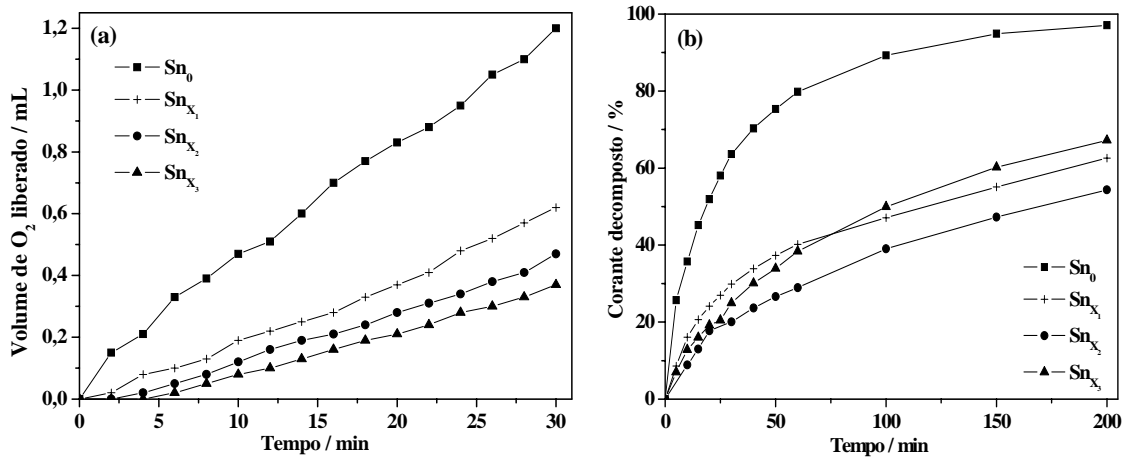 (a)
Sn0
SnX1
SnX2
SnX3
Volume de O2 liberado / mL
1,2
1,0
0,8
0,6
0,4
0,2
0,0
0 5 10 15 20 25 30
Tempo / min
(b)
Corante decomposto / %
100
80
60
40
20
0
Sn0
SnX1
SnX2
SnX3
0 50 100 150 200
Tempo / min